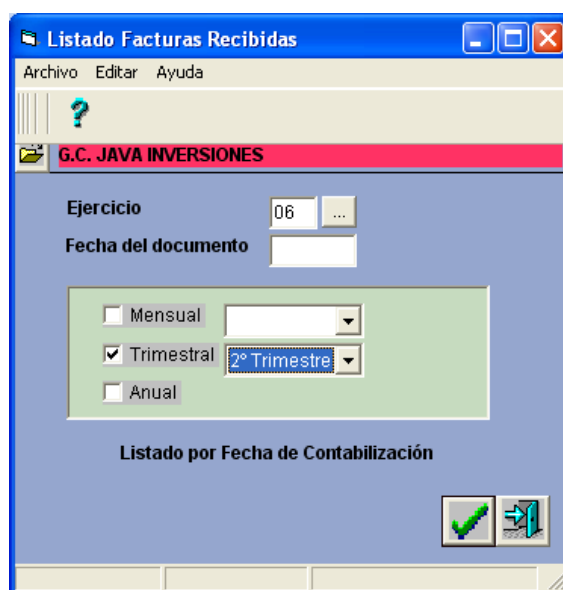 Listado Facturas Recibidas
Archivo Editar Ayuda
?
G.C. JAVA INVERSIONES
Ejercicio 06 ...
Fecha del documento
Mensual
Trimestral 2º Trimestre
Anual
Listado por Fecha de Contabilización